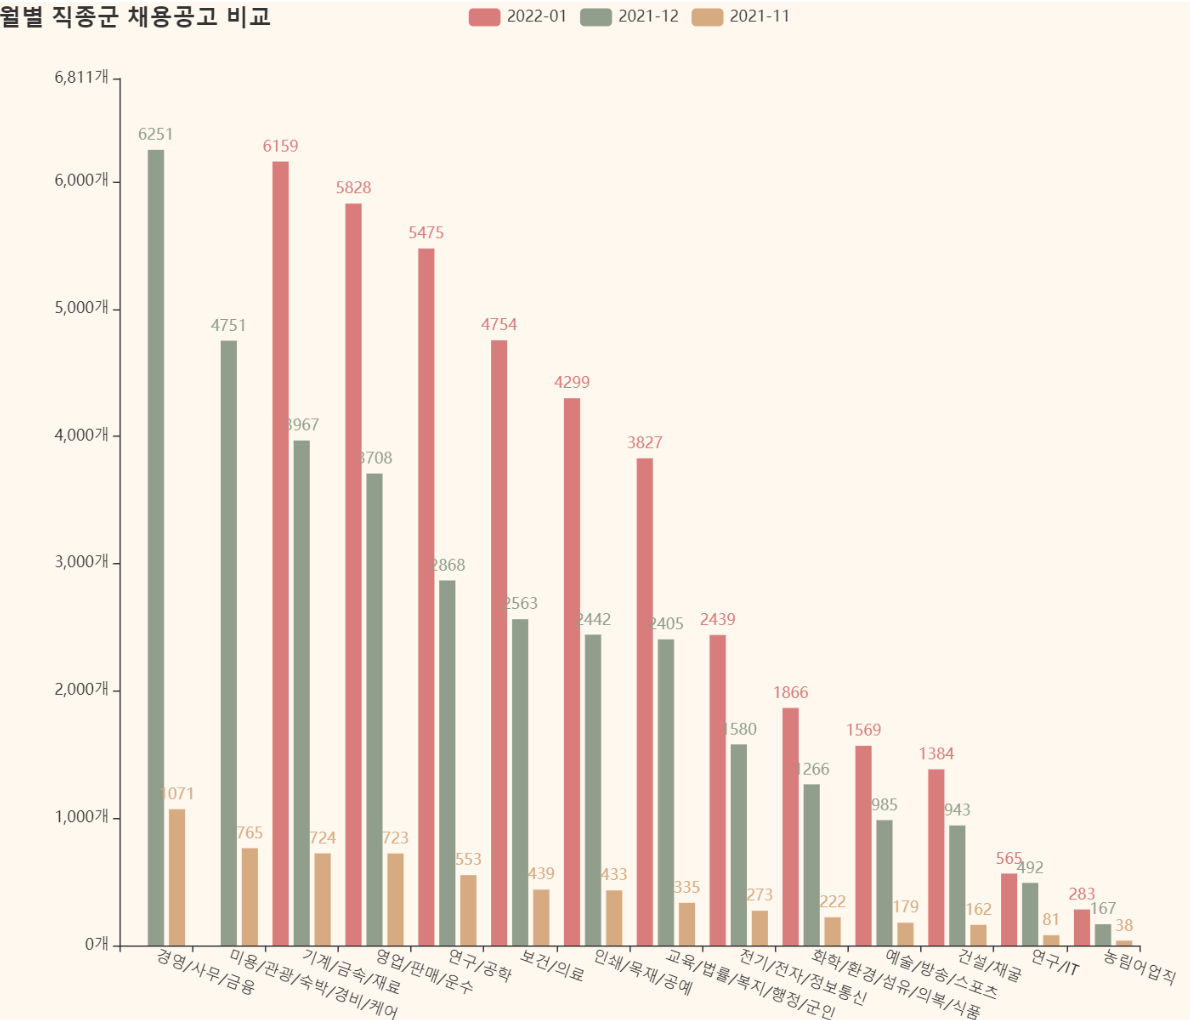 월별 직종군 채용공고 비교
2022-01 2021-12 2021-11
6,811개
6,000개
5,000개
4,000개
3,000개
2,000개
1,000개
0개
6251
1071
4751
765
6159
3967
724
5828
3708
723
5475
2868
553
4754
2563
439
4299
2442
433
3827
2405
335
2439
1580
273
1866
1266
222
1569
985
179
1384
943
162
565
492
81
283
167
38
경영/사무/금융
미용/관광/숙박/경비/케어
기계/금속/재료
영업/판매/운수
연구/공학
보건/의료
인쇄/목재/공예
교육/법률/복지/행정/군인
전기/전자/정보통신
화학/환경/섬유/의복/식품
예술/방송/스포츠
건설/채굴
연구/IT
농림어업직